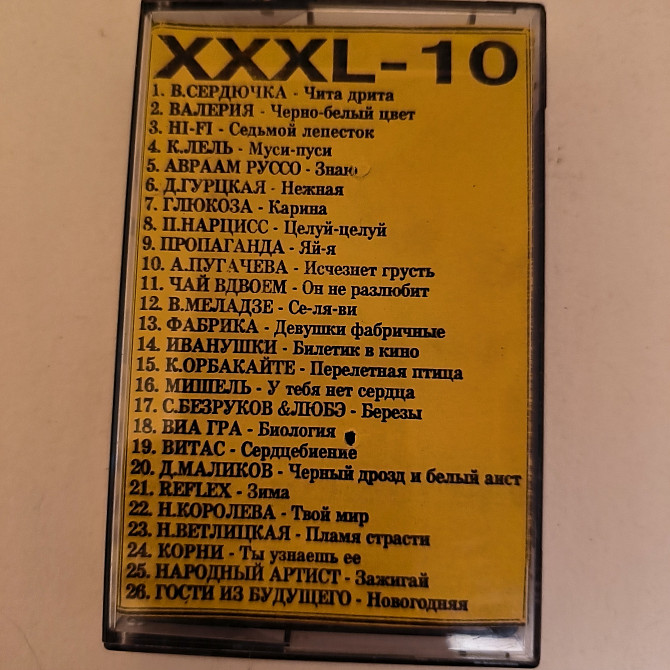 XXXL-10
1. В.СЕРДЮЧКА - Чита дрита
2. ВАЛЕРИЯ - Черно-белый цвет
3. HI-FI - Седьмой лепесток
4. К.ЛЕЛЬ - Муси-пуси
5. АВРААМ РУССО - Знаю
6. Д.ГУРЦКАЯ - Нежная
7. ГЛЮКОЗА - Карина
8. П.НАРЦИСС - Целуй-целуй
9. ПРОПАГАНДА - Яй-я
10. А.ПУГАЧЕВА - Исчезнет грусть
11. ЧАЙ ВДВОЕМ - Он не разлюбит
12. В.МЕЛАДЗЕ - Се-ля-ви
13. ФАБРИКА - Девушки фабричные
14. ИВАНУШКИ - Билетик в кино
15. К.ОРБАКАЙТЕ - Перелетная птица
16. МИШЕЛЬ - У тебя нет сердца
17. С.БЕЗРУКОВ &ЛЮБЭ - Березы
18. ВИА ГРА - Биология
19. ВИТАС - Сердцебиение
20. Д.МАЛИКОВ - Черный дрозд и белый аист
21. REFLEX - Зима
22. Н.КОРОЛЕВА - Твой мир
23. Н.ВЕТЛИЦКАЯ - Пламя страсти
24. КОРНИ - Ты узнаешь ее
25. НАРОДНЫЙ АРТИСТ - Зажигай
26. ГОСТИ ИЗ БУДУЩЕГО - Новогодняя